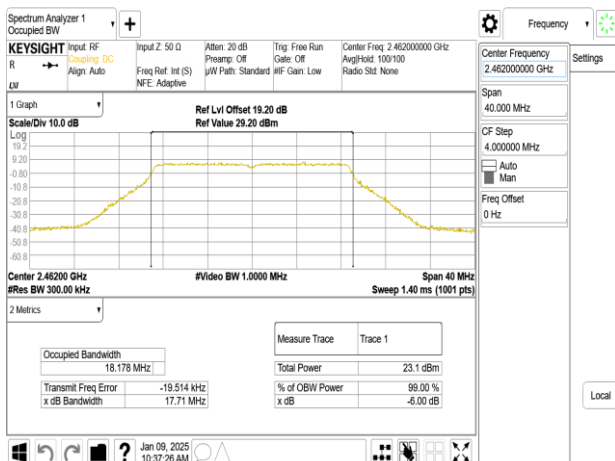 Spectrum Analyzer 1
Occupied BW
Frequency
KEYSIGHT
R
LXI
Input: RF
Coupling: DC
Align: Auto
Input Z: 50 Ω
Freq Ref: Int (S)
NFE: Adaptive
Atten: 20 dB
Preamp: Off
µW Path: Standard
Trig: Free Run
Gate: Off
#IF Gain: Low
Center Freq: 2.462000000 GHz
Avg|Hold: 100/100
Radio Std: None
Center Frequency
2.462000000 GHz
Settings
Span
40.000 MHz
CF Step
4.000000 MHz
Auto
Man
Freq Offset
0 Hz
Local
1 Graph
Scale/Div 10.0 dB
Ref Lvl Offset 19.20 dB
Ref Value 29.20 dBm
Log
19.2
9.20
-0.80
-10.8
-20.8
-30.8
-40.8
-50.8
-60.8
Center 2.46200 GHz
#Video BW 1.0000 MHz
Span 40 MHz
#Res BW 300.00 kHz
Sweep 1.40 ms (1001 pts)
2 Metrics
Occupied Bandwidth
18.178 MHz
Transmit Freq Error -19.514 kHz
x dB Bandwidth 17.71 MHz
Measure Trace Trace 1
Total Power 23.1 dBm
% of OBW Power 99.00 %
x dB -6.00 dB
?
Jan 09, 2025
10:37:26 AM